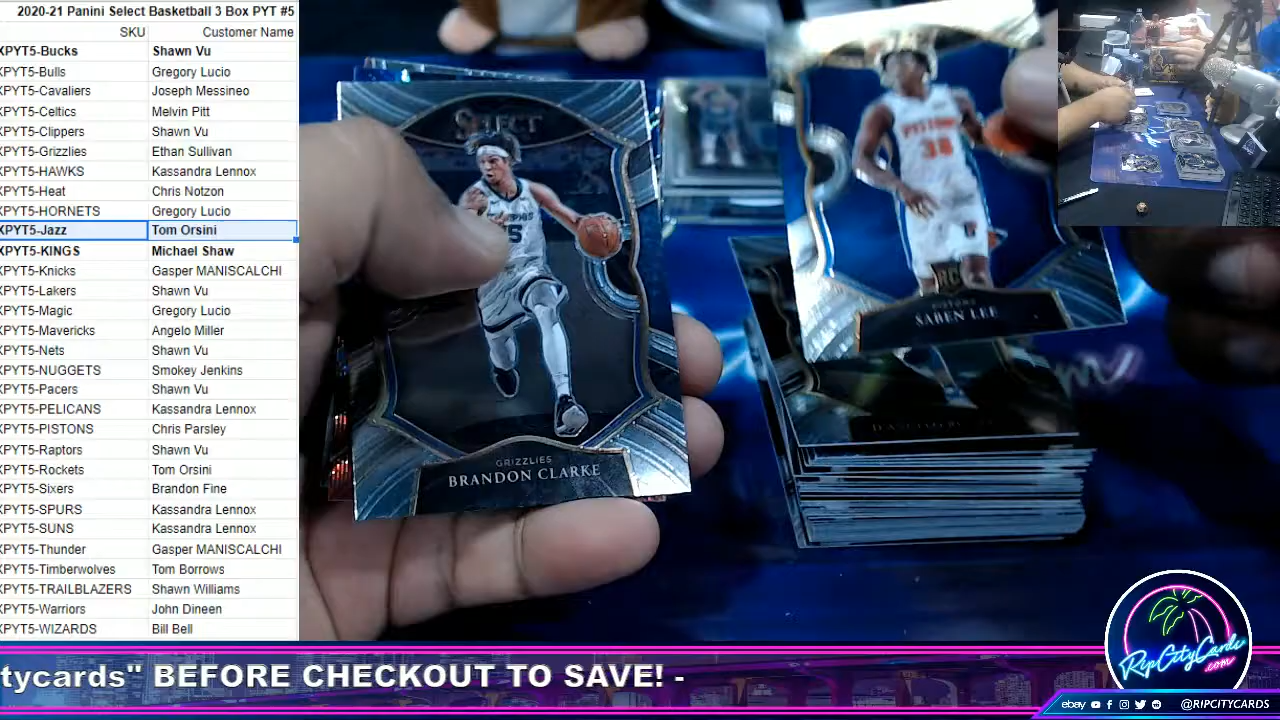 2020-21 Panini Select Basketball 3 Box PYT #5
SKU Customer Name
XPYT5-Bucks Shawn Vu
XPYT5-Bulls Gregory Lucio
XPYT5-Cavaliers Joseph Messineo
XPYT5-Celtics Melvin Pitt
XPYT5-Clippers Shawn Vu
XPYT5-Grizzlies Ethan Sullivan
XPYT5-HAWKS Kassandra Lennox
XPYT5-Heat Chris Notzon
XPYT5-HORNETS Gregory Lucio
XPYT5-Jazz Tom Orsini
XPYT5-KINGS Michael Shaw
XPYT5-Knicks Gasper MANISCALCHI
XPYT5-Lakers Shawn Vu
XPYT5-Magic Gregory Lucio
XPYT5-Mavericks Angelo Miller
XPYT5-Nets Shawn Vu
XPYT5-NUGGETS Smokey Jenkins
XPYT5-Pacers Shawn Vu
XPYT5-PELICANS Kassandra Lennox
XPYT5-PISTONS Chris Parsley
XPYT5-Raptors Shawn Vu
XPYT5-Rockets Tom Orsini
XPYT5-Sixers Brandon Fine
XPYT5-SPURS Kassandra Lennox
XPYT5-SUNS Kassandra Lennox
XPYT5-Thunder Gasper MANISCALCHI
XPYT5-Timberwolves Tom Borrows
XPYT5-TRAILBLAZERS Shawn Williams
XPYT5-Warriors John Dineen
XPYT5-WIZARDS Bill Bell
SELECT
GRIZZLIES
BRANDON CLARKE
PISTONS
38
RC
PISTONS
SABEN LEE
tycards" BEFORE CHECKOUT TO SAVE! -
RipCityCards
.com
ebay @RIPCITYCARDS